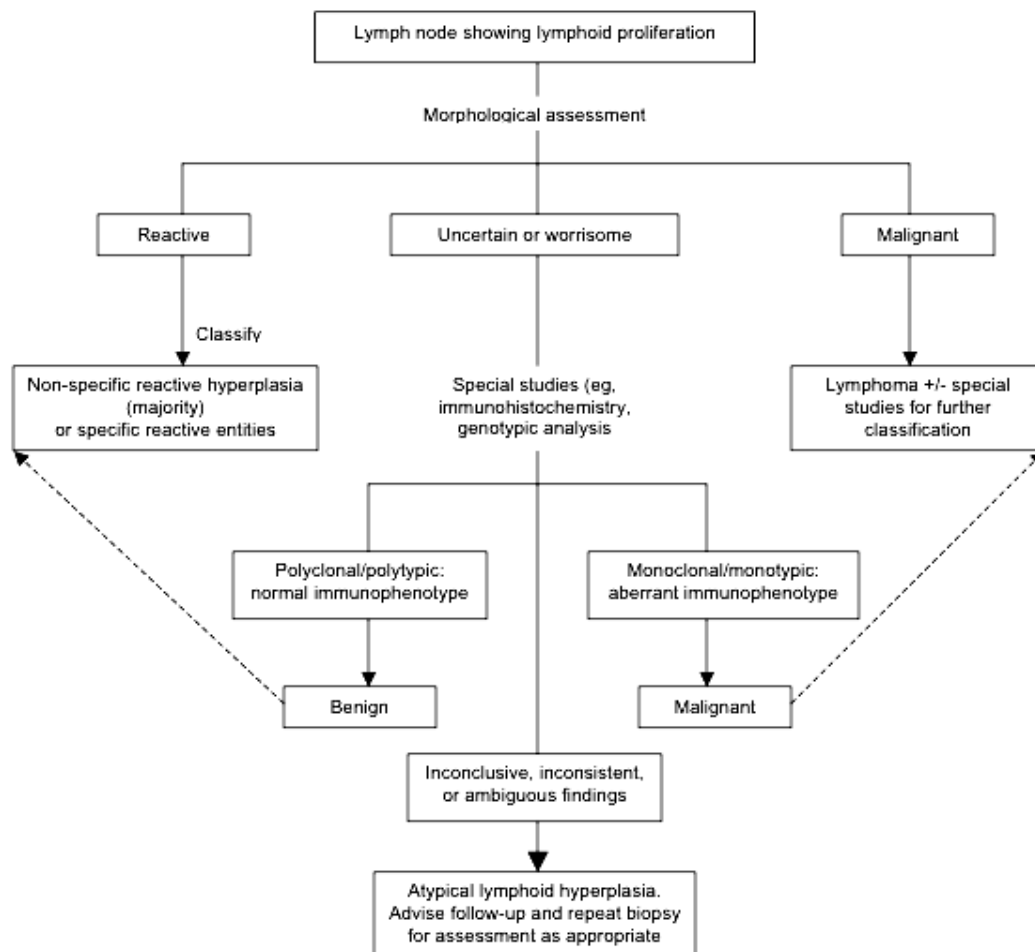 Lymph node showing lymphoid proliferation
Morphological assessment
Reactive
Uncertain or worrisome
Malignant
Classify
Non-specific reactive hyperplasia
(majority)
or specific reactive entities
Special studies (eg,
immunohistochemistry,
genotypic analysis
Lymphoma +/- special
studies for further
classification
Polyclonal/polytypic:
normal immunophenotype
Monoclonal/monotypic:
aberrant immunophenotype
Benign
Malignant
Inconclusive, inconsistent,
or ambiguous findings
Atypical lymphoid hyperplasia.
Advise follow-up and repeat biopsy
for assessment as appropriate